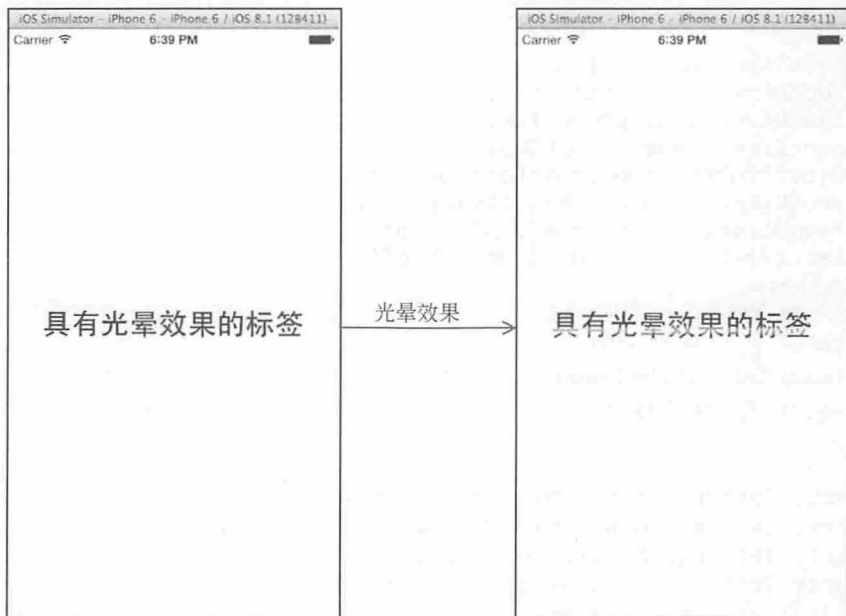 iOS Simulator – iPhone 6 – iPhone 6 / iOS 8.1 (12B411)
Carrier 6:39 PM
具有光晕效果的标签
光晕效果
iOS Simulator – iPhone 6 – iPhone 6 / iOS 8.1 (12B411)
Carrier 6:39 PM
具有光晕效果的标签